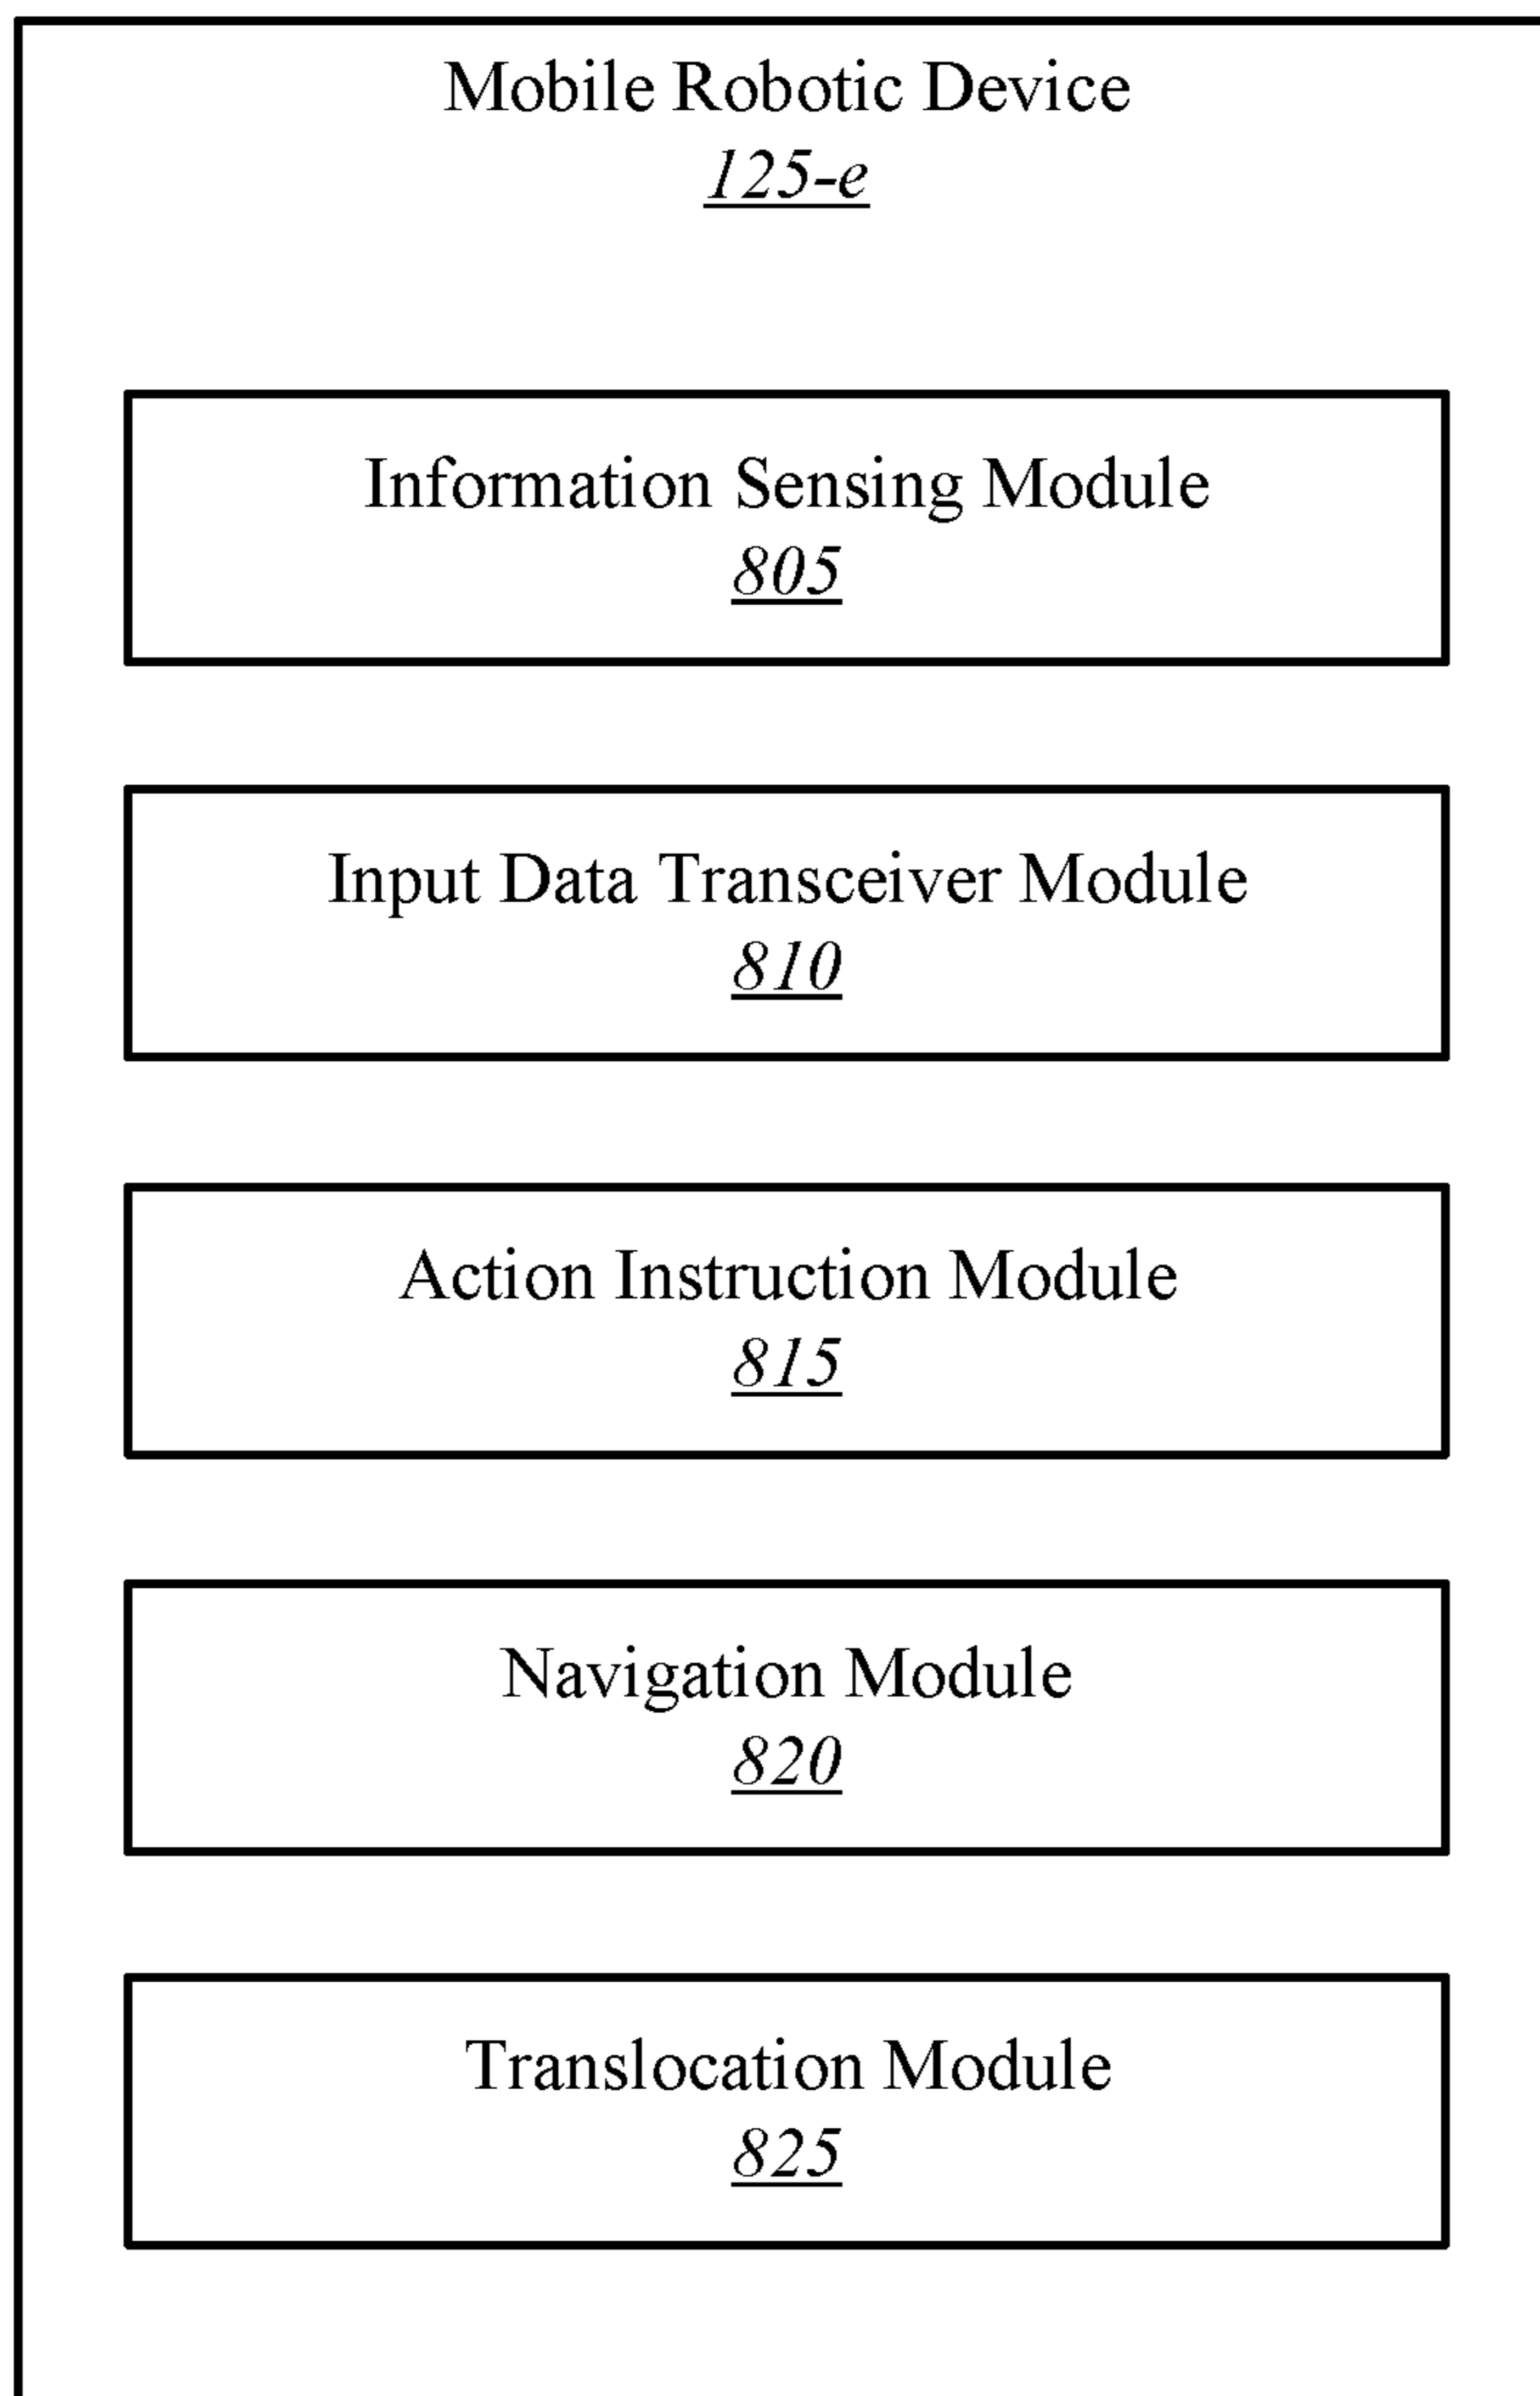 Mobile Robotic Device
125-e
Information Sensing Module
805
Input Data Transceiver Module
810
Action Instruction Module
815
Navigation Module
820
Translocation Module
825